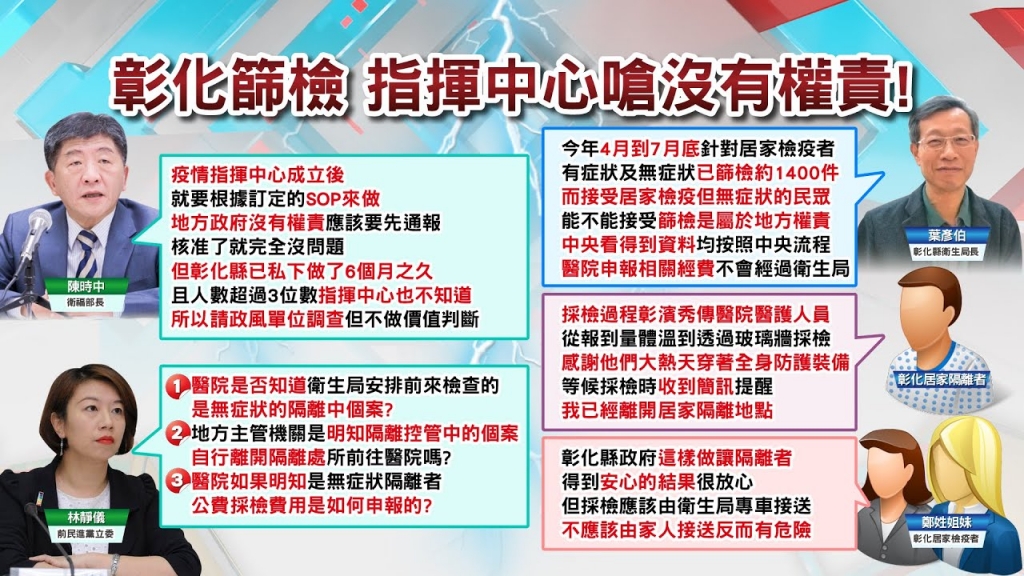 彰化篩檢 指揮中心嗆沒有權責!
疫情指揮中心成立後
就要根據訂定的SOP來做
地方政府沒有權責應該要先通報
核准了就完全沒問題
但彰化縣已私下做了6個月之久
且人數超過3位數指揮中心也不知道
所以請政風單位調查但不做價值判斷
陳時中
衛福部長
1 醫院是否知道衛生局安排前來檢查的
是無症狀的隔離中個案?
2 地方主管機關是明知隔離控管中的個案
自行離開隔離處所前往醫院嗎?
3 醫院如果明知是無症狀隔離者
公費採檢費用是如何申報的?
林靜儀
前民進黨立委
今年4月到7月底針對居家檢疫者
有症狀及無症狀已篩檢約1400件
而接受居家檢疫但無症狀的民眾
能不能接受篩檢是屬於地方權責
中央看得到資料均按照中央流程
醫院申報相關經費不會經過衛生局
葉彥伯
彰化縣衛生局長
採檢過程彰濱秀傳醫院醫護人員
從報到量體溫到透過玻璃牆採檢
感謝他們大熱天穿著全身防護裝備
等候採檢時收到簡訊提醒
我已經離開居家隔離地點
彰化居家隔離者
彰化縣政府這樣做讓隔離者
得到安心的結果很放心
但採檢應該由衛生局專車接送
不應該由家人接送反而有危險
鄭姓姐妹
彰化居家檢疫者